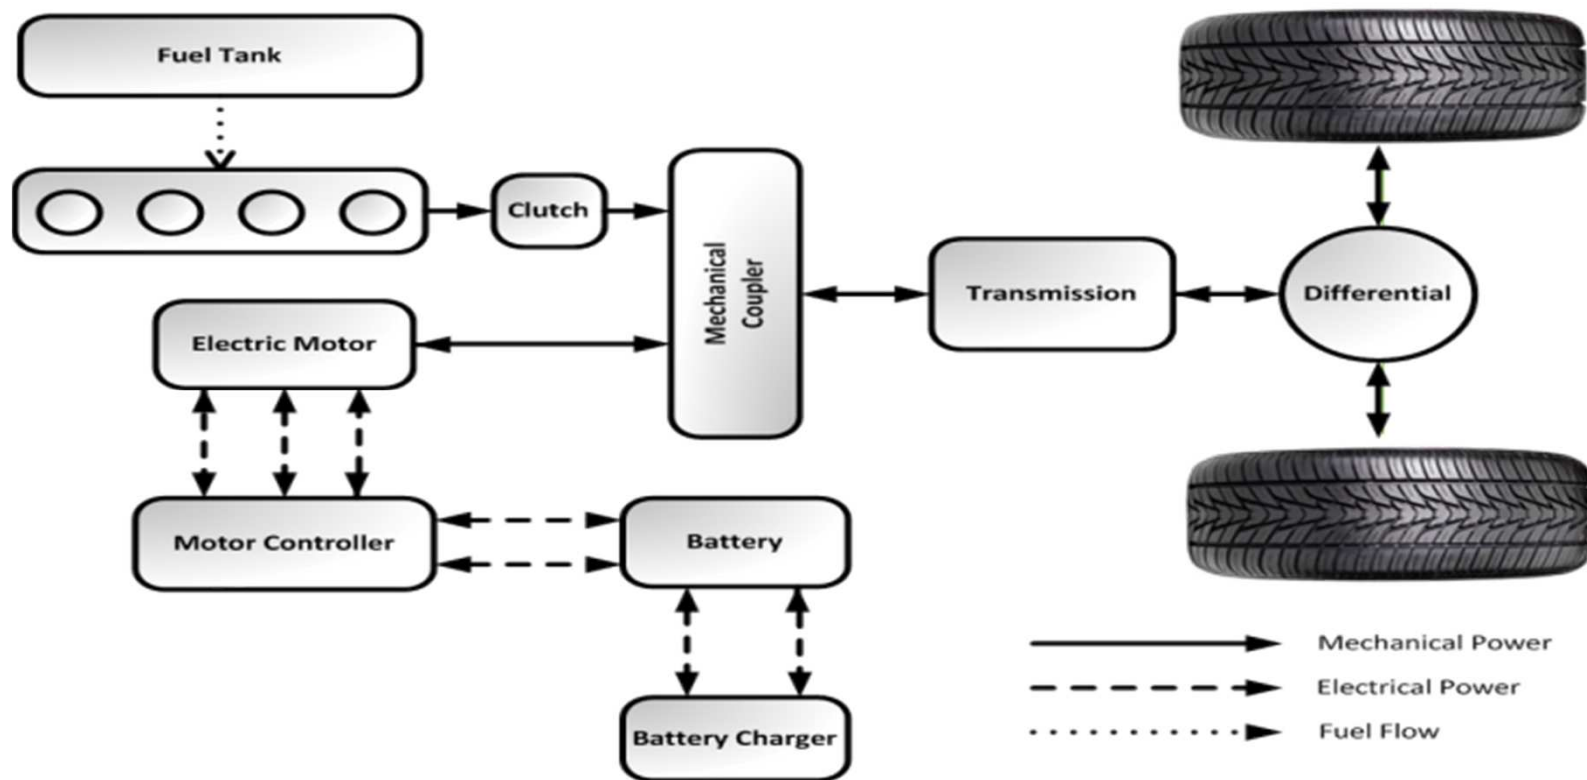 Fuel Tank
Clutch
Mechanical
Coupler
Transmission
Differential
Electric Motor
Motor Controller
Battery
Battery Charger
Mechanical Power
Electrical Power
Fuel Flow